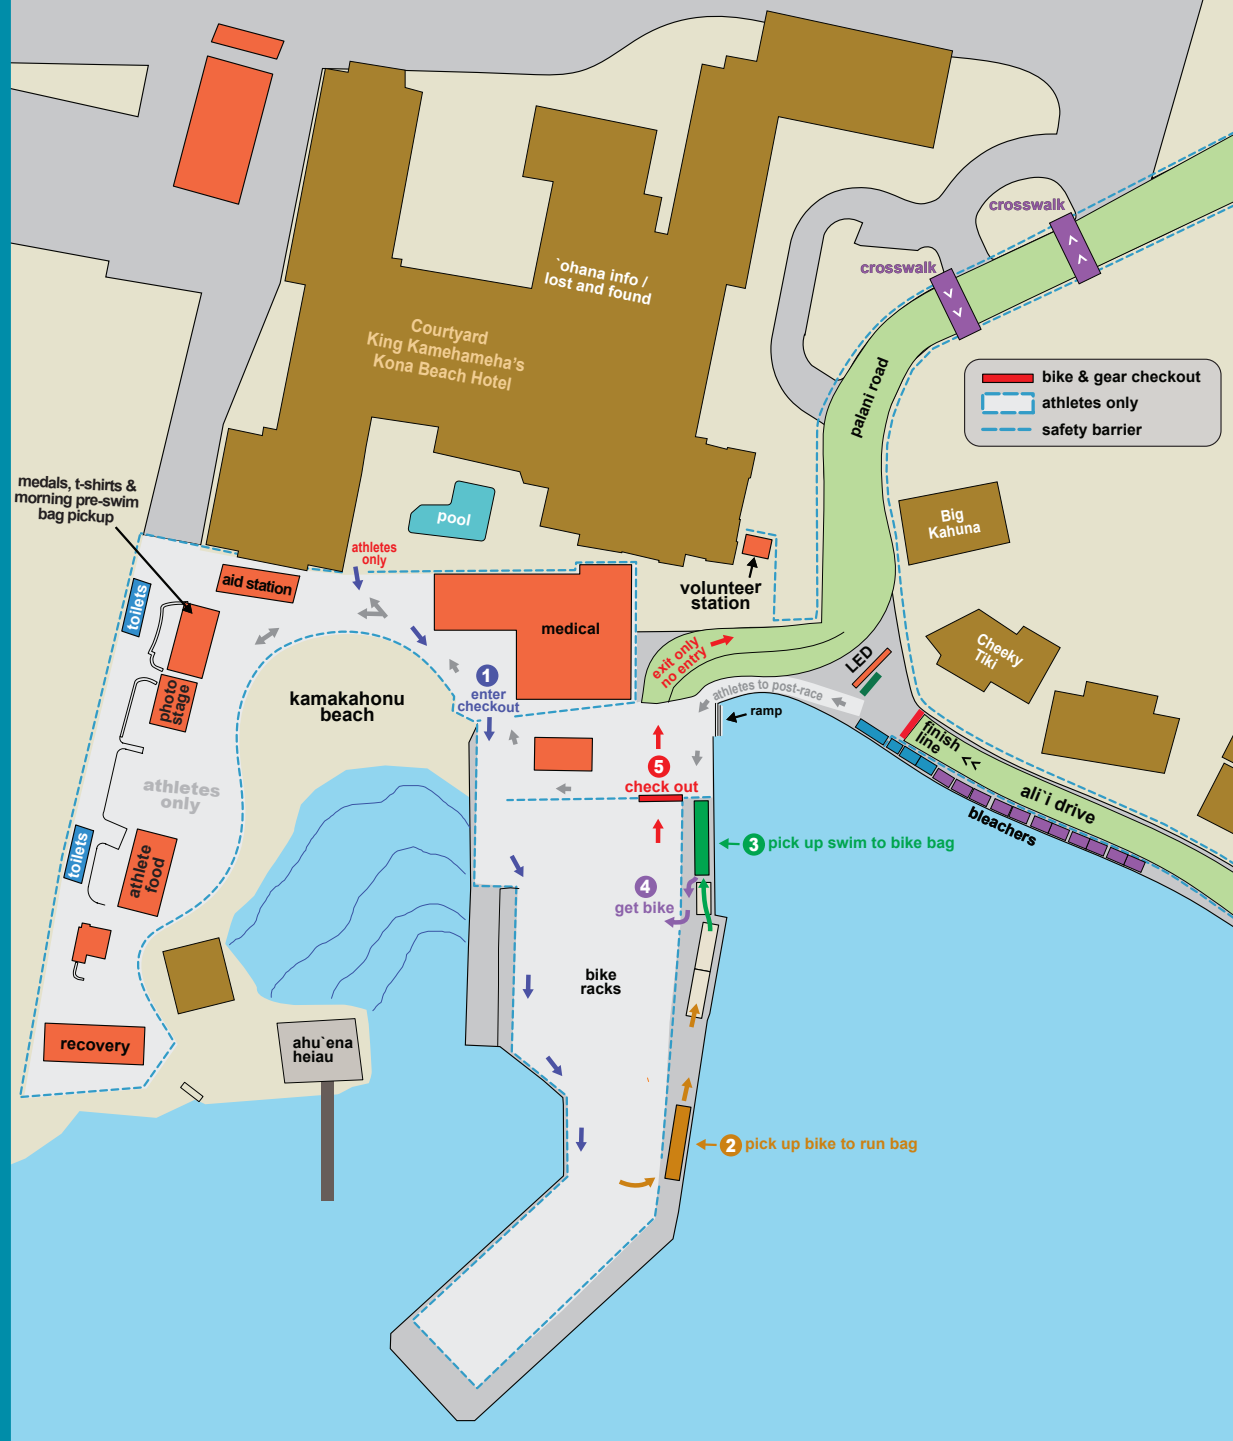 crosswalk
crosswalk
`ohana info /
lost and found
Courtyard
King Kamehameha's
Kona Beach Hotel
palani road
bike & gear checkout
athletes only
safety barrier
medals, t-shirts &
morning pre-swim
bag pickup
pool
Big
Kahuna
athletes
only
aid station
toilets
volunteer
station
medical
exit only
no entry
LED
Cheeky
Tiki
photo
stage
kamakahonu
beach
1
enter
checkout
athletes to post-race
ramp
finish
line
<<
ali`i drive
bleachers
athletes
only
5
check out
toilets
athlete
food
3 pick up swim to bike bag
4
get bike
bike
racks
recovery
ahu`ena
heiau
2 pick up bike to run bag